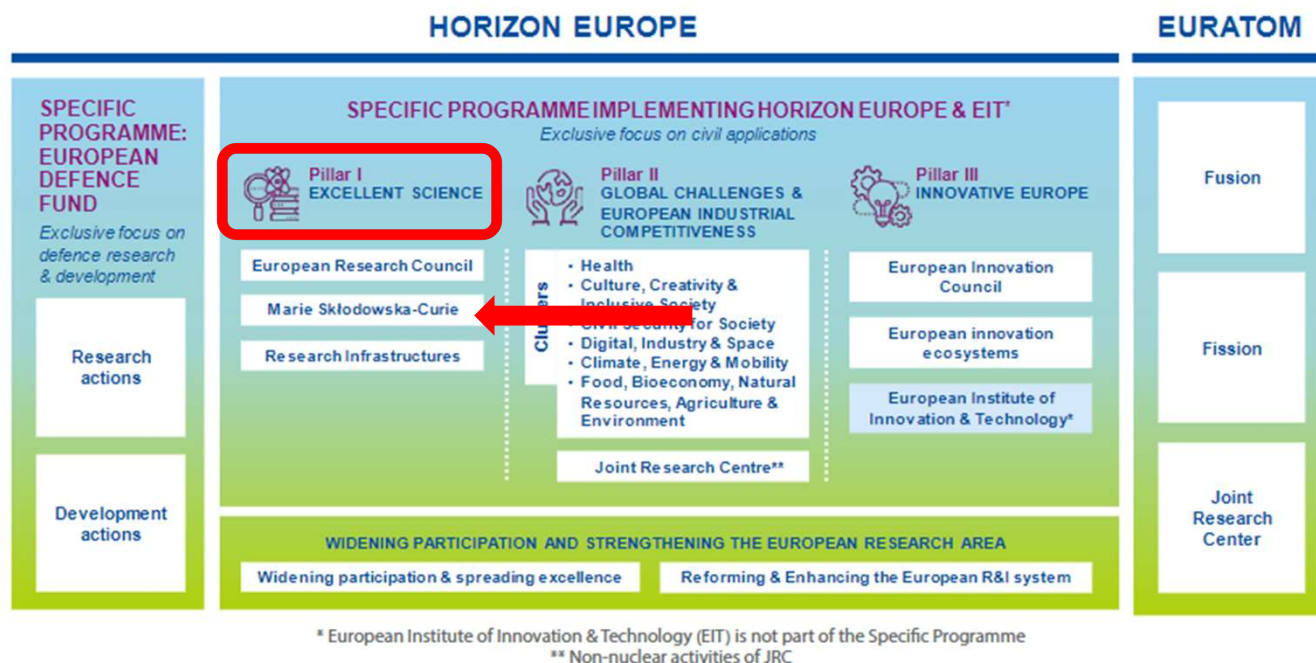 HORIZON EUROPE
EURATOM
SPECIFIC
PROGRAMME:
EUROPEAN
DEFENCE
FUND
Exclusive focus on
defence research
& development
Research
actions
Development
actions
SPECIFIC PROGRAMME IMPLEMENTING HORIZON EUROPE & EIT*
Exclusive focus on civil applications
Pillar I
EXCELLENT SCIENCE
European Research Council
Marie Skłodowska-Curie
Research Infrastructures
Pillar II
GLOBAL CHALLENGES &
EUROPEAN INDUSTRIAL
COMPETITIVENESS
• Health
• Culture, Creativity &
Inclusive Society
• Civil Security for Society
• Digital, Industry & Space
• Climate, Energy & Mobility
• Food, Bioeconomy, Natural
Resources, Agriculture &
Environment
Joint Research Centre**
Pillar III
INNOVATIVE EUROPE
European Innovation
Council
European innovation
ecosystems
European Institute of
Innovation & Technology*
WIDENING PARTICIPATION AND STRENGTHENING THE EUROPEAN RESEARCH AREA
Widening participation & spreading excellence
Reforming & Enhancing the European R&I system
Fusion
Fission
Joint
Research
Center
* European Institute of Innovation & Technology (EIT) is not part of the Specific Programme
** Non-nuclear activities of JRC